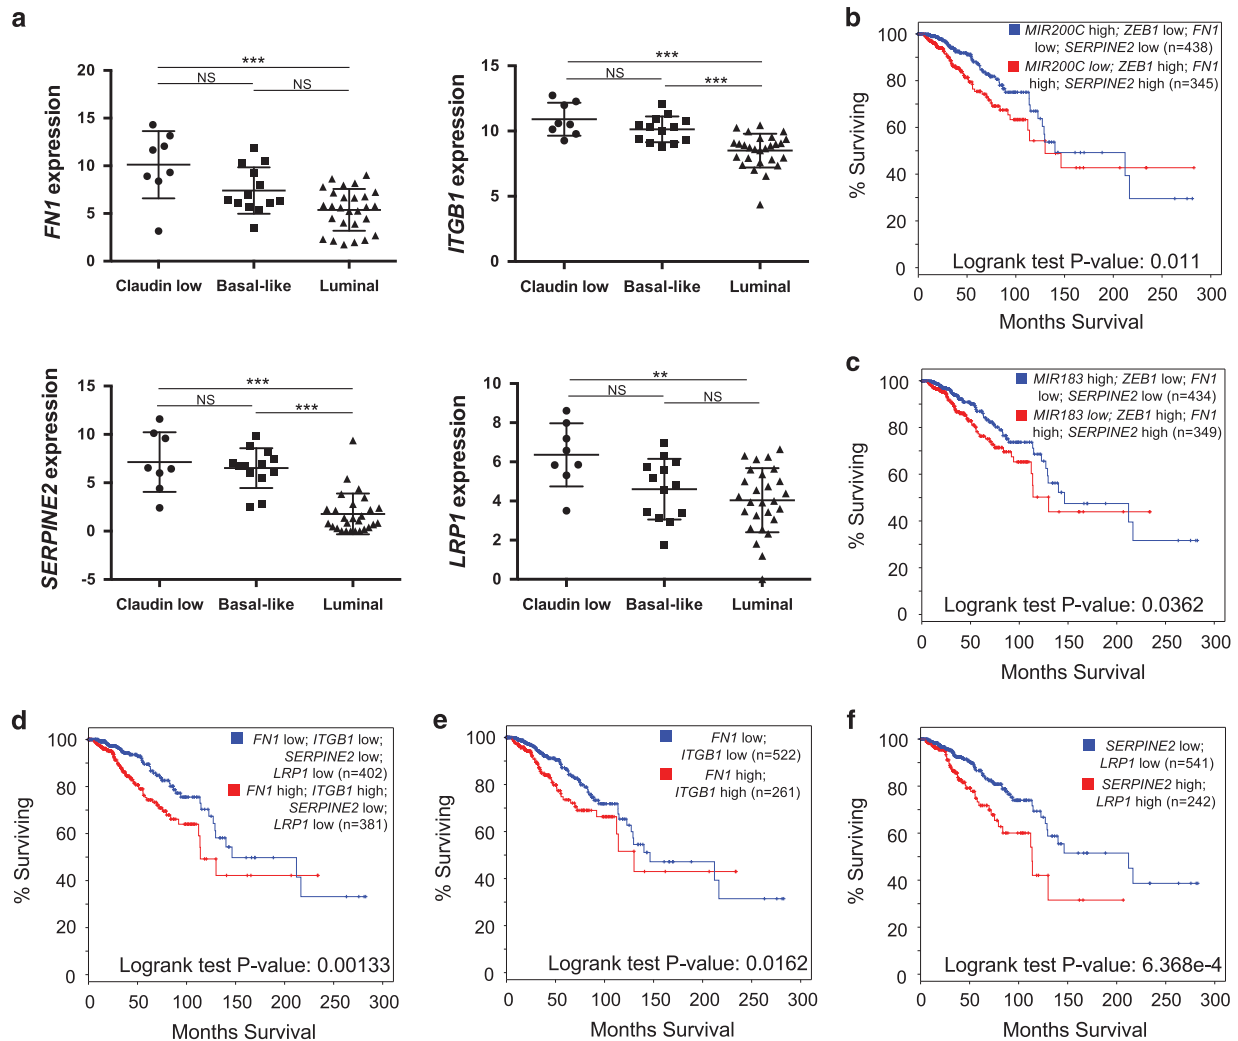 a
FN1 expression
20
15
10
5
0
***
NS
NS
Claudin low
Basal-like
Luminal
ITGB1 expression
15
10
5
0
***
NS
***
Claudin low
Basal-like
Luminal
SERPINE2 expression
15
10
5
0
-5
***
NS
***
Claudin low
Basal-like
Luminal
LRP1 expression
10
8
6
4
2
0
**
NS
NS
Claudin low
Basal-like
Luminal
b
% Surviving
100
80
60
40
20
0
MIR200C high; ZEB1 low; FN1
low; SERPINE2 low (n=438)
MIR200C low; ZEB1 high; FN1
high; SERPINE2 high (n=345)
Logrank test P-value: 0.011
0 50 100 150 200 250 300
Months Survival
c
% Surviving
100
80
60
40
20
0
MIR183 high; ZEB1 low; FN1
low; SERPINE2 low (n=434)
MIR183 low; ZEB1 high; FN1
high; SERPINE2 high (n=349)
Logrank test P-value: 0.0362
0 50 100 150 200 250 300
Months Survival
d
% Surviving
100
80
60
40
20
0
FN1 low; ITGB1 low;
SERPINE2 low;
LRP1 low (n=402)
FN1 high; ITGB1 high;
SERPINE2 low;
LRP1 low (n=381)
Logrank test P-value: 0.00133
0 50 100 150 200 250 300
Months Survival
e
% Surviving
100
80
60
40
20
0
FN1 low;
ITGB1 low (n=522)
FN1 high;
ITGB1 high (n=261)
Logrank test P-value: 0.0162
0 50 100 150 200 250 300
Months Survival
f
% Surviving
100
80
60
40
20
0
SERPINE2 low;
LRP1 low (n=541)
SERPINE2 high;
LRP1 high (n=242)
Logrank test P-value: 6.368e-4
0 50 100 150 200 250 300
Months Survival